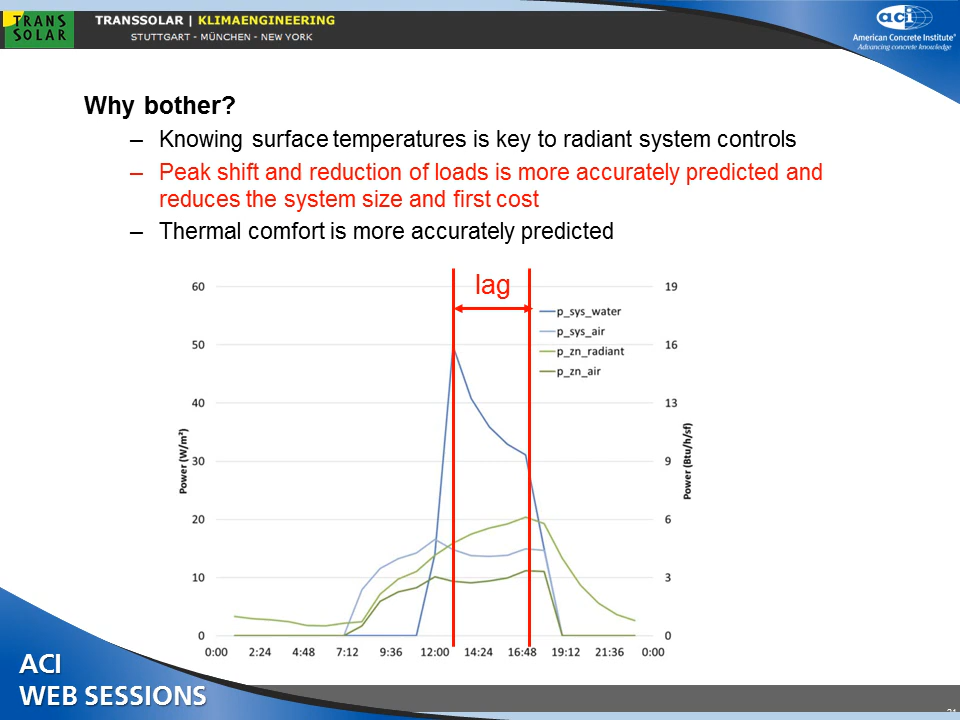 TRANS
SOLAR
TRANSSOLAR | KLIMAENGINEERING
STUTTGART - MÜNCHEN - NEW YORK
aci
American Concrete Institute®
Advancing concrete knowledge
Why bother?
– Knowing surface temperatures is key to radiant system controls
– Peak shift and reduction of loads is more accurately predicted and
reduces the system size and first cost
– Thermal comfort is more accurately predicted
lag
60
50
40
30
20
10
0
Power (W/m²)
19
16
13
9
6
3
0
Power (Btu/h/sf)
p_sys_water
p_sys_air
p_zn_radiant
p_zn_air
0:00 2:24 4:48 7:12 9:36 12:00 14:24 16:48 19:12 21:36 0:00
ACI
WEB SESSIONS